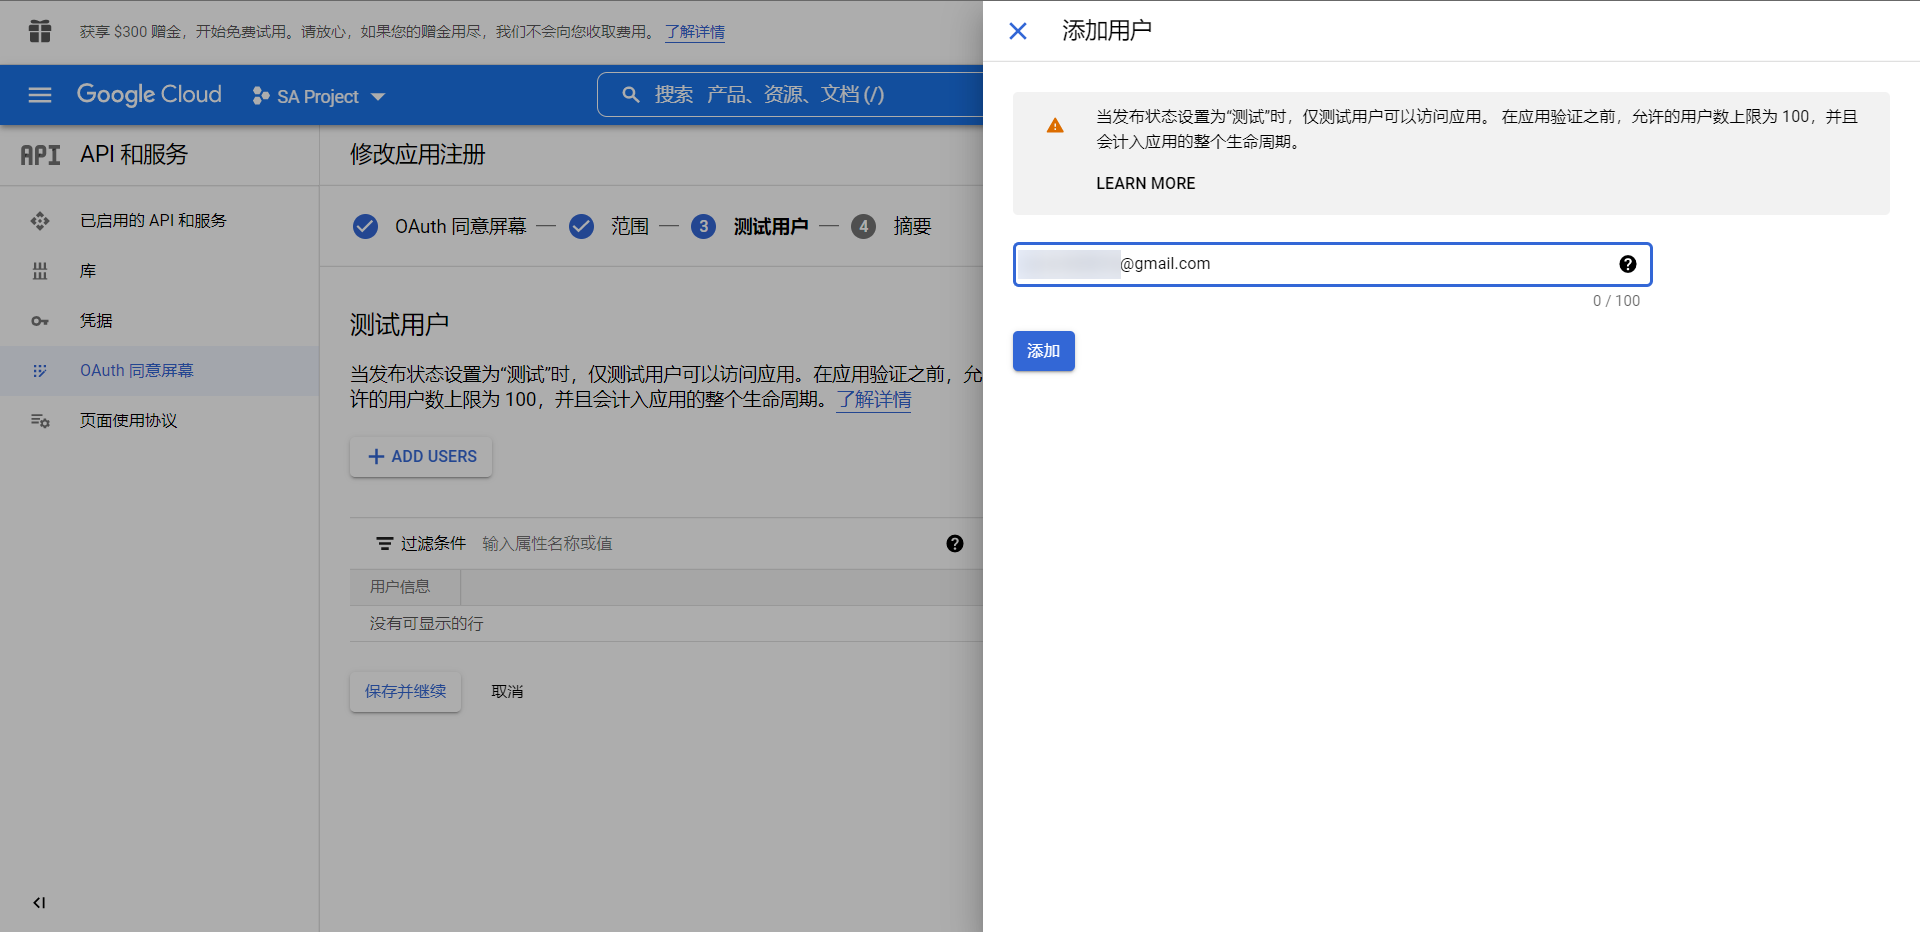 获享 $300 赠金，开始免费试用。请放心，如果您的赠金用尽，我们不会向您收取费用。 了解详情
Google Cloud
SA Project
搜索 产品、资源、文档 (/)
API
API 和服务
已启用的 API 和服务
库
凭据
OAuth 同意屏幕
页面使用协议
修改应用注册
OAuth 同意屏幕 — 范围 — 3 测试用户 — 4 摘要
测试用户
当发布状态设置为“测试”时，仅测试用户可以访问应用。在应用验证之前，允
许的用户数上限为 100，并且会计入应用的整个生命周期。了解详情
ADD USERS
过滤条件 输入属性名称或值
用户信息
没有可显示的行
保存并继续 取消
添加用户
当发布状态设置为“测试”时，仅测试用户可以访问应用。 在应用验证之前，允许的用户数上限为 100，并且
会计入应用的整个生命周期。
LEARN MORE
@gmail.com
0 / 100
添加